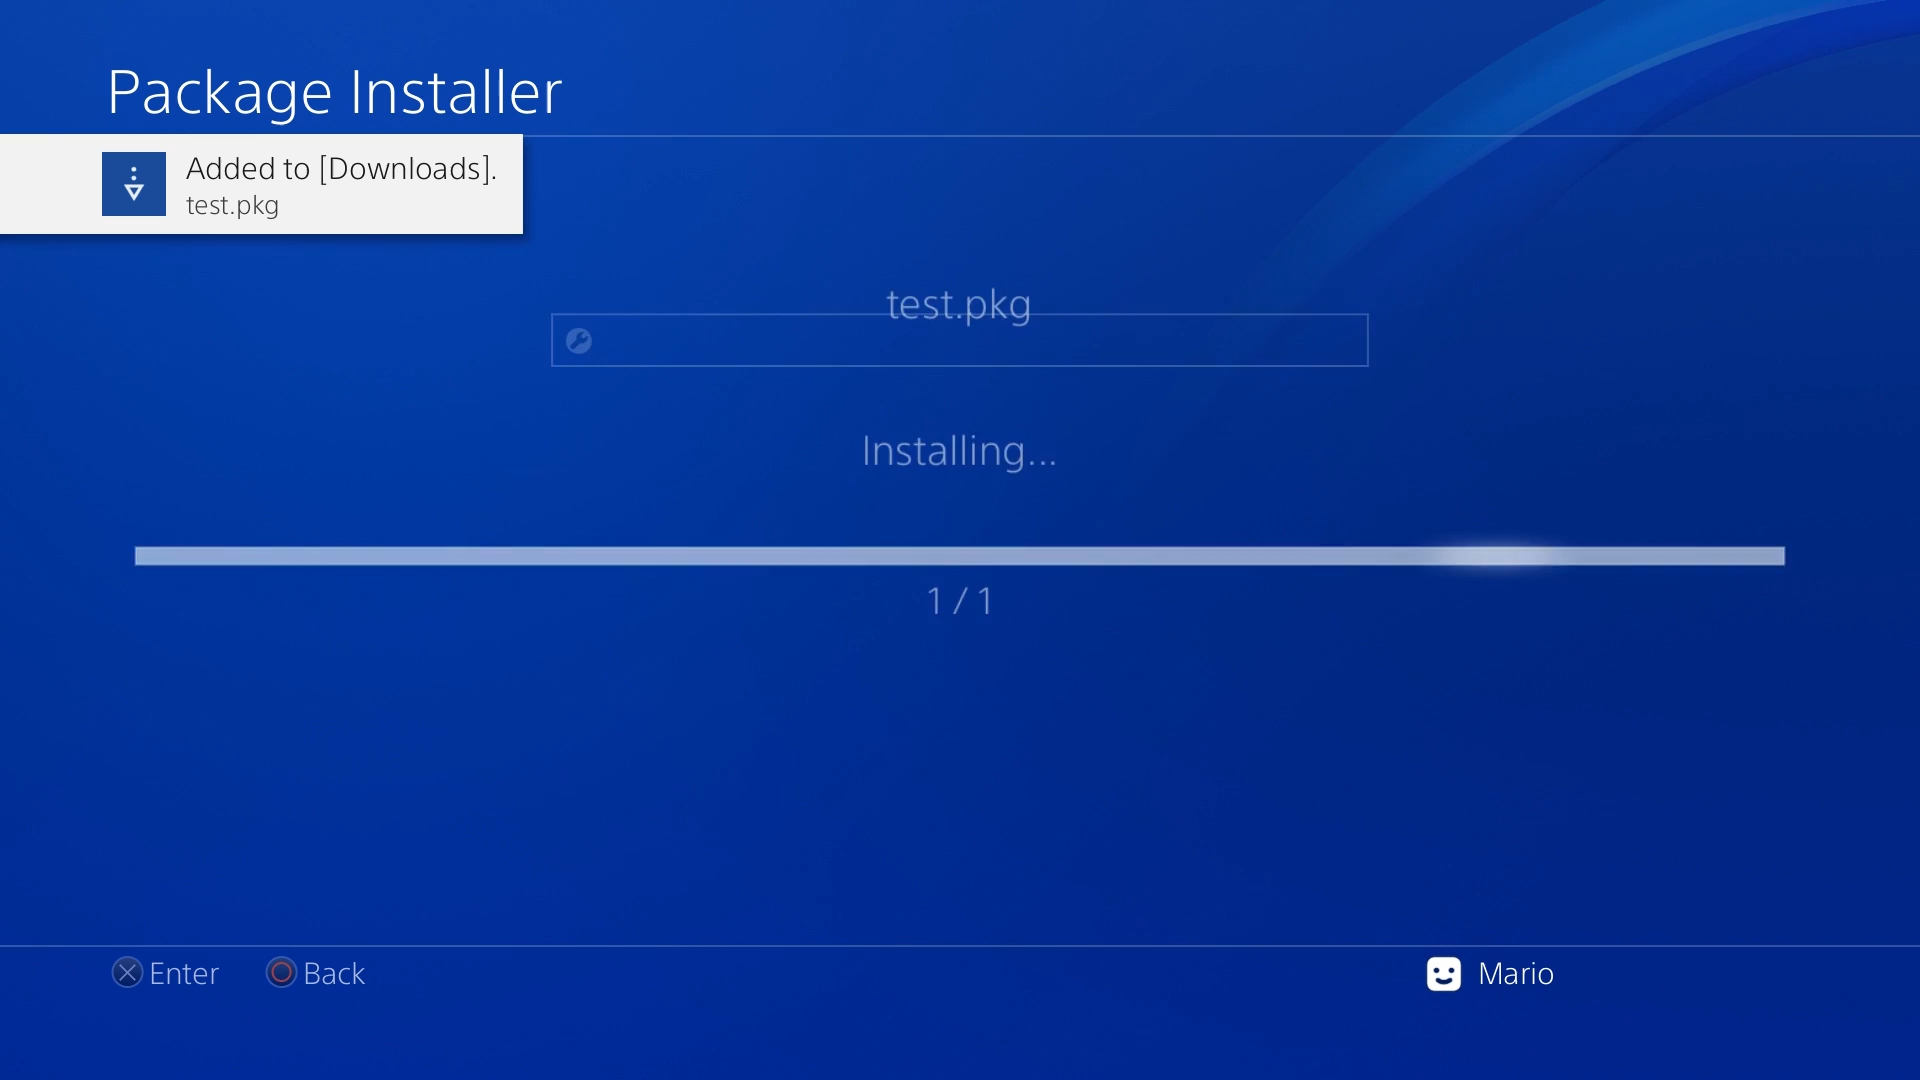 Package Installer
Added to [Downloads].
test.pkg
test.pkg
Installing...
1 / 1
Enter
Back
Mario